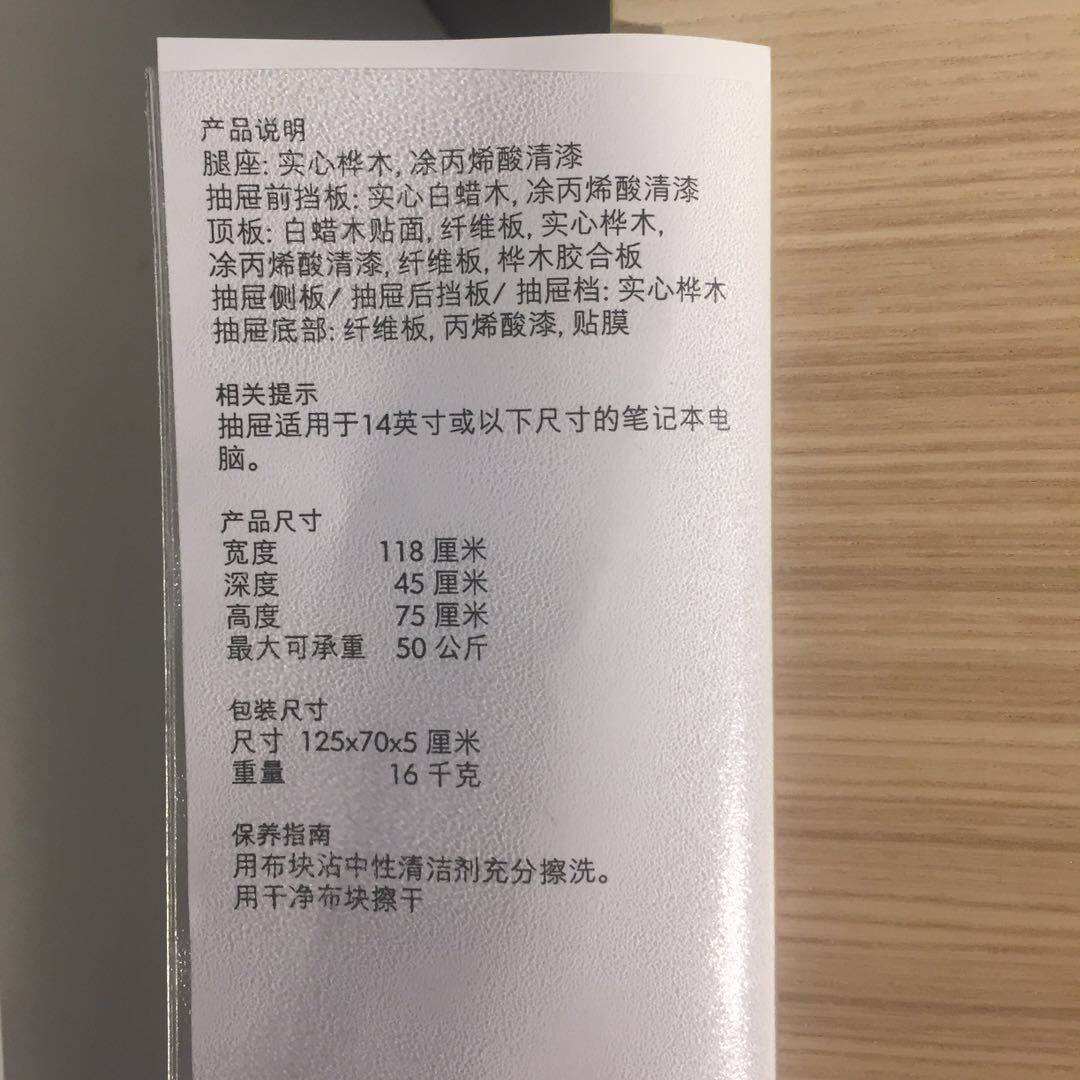 产品说明
腿座: 实心桦木, 涂丙烯酸清漆
抽屉前挡板: 实心白蜡木, 涂丙烯酸清漆
顶板: 白蜡木贴面, 纤维板, 实心桦木,
涂丙烯酸清漆, 纤维板, 桦木胶合板
抽屉侧板/ 抽屉后挡板/ 抽屉档: 实心桦木
抽屉底部: 纤维板, 丙烯酸漆, 贴膜
相关提示
抽屉适用于14英寸或以下尺寸的笔记本电
脑。
产品尺寸
宽度 118 厘米
深度 45 厘米
高度 75 厘米
最大可承重 50 公斤
包装尺寸
尺寸 125x70x5 厘米
重量 16 千克
保养指南
用布块沾中性清洁剂充分擦洗。
用干净布块擦干